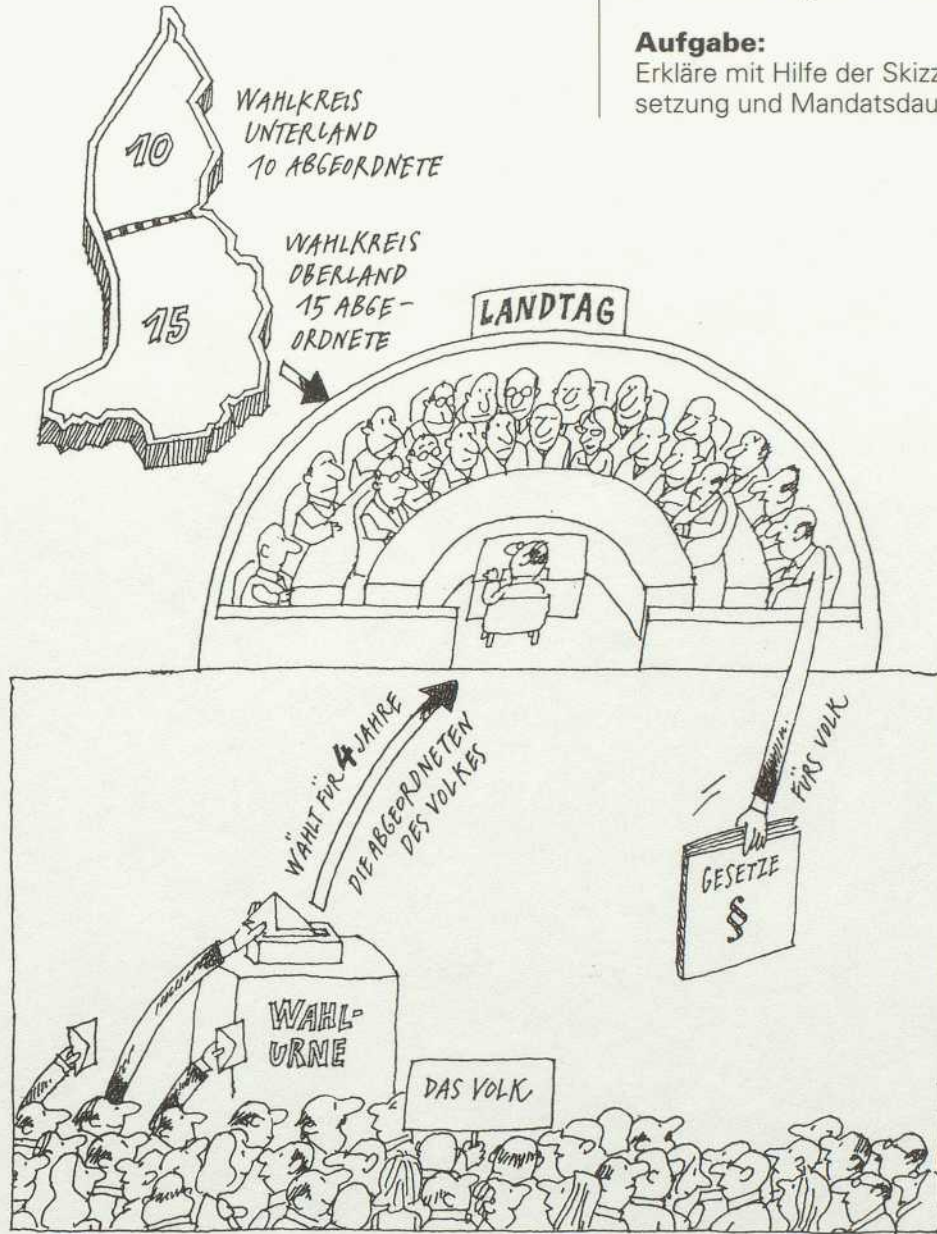 Aufgabe:
Erkläre mit Hilfe der Skizz
setzung und Mandatsdau
10
WAHLKREIS
UNTERLAND
10 ABGEORDNETE
15
WAHLKREIS
OBERLAND
15 ABGE-
ORDNETE
LANDTAG
WÄHLT FÜR 4 JAHRE
DIE ABGEORDNETEN
DES VOLKES
FÜRS VOLK
GESETZE
§
WAHL-
URNE
DAS VOLK